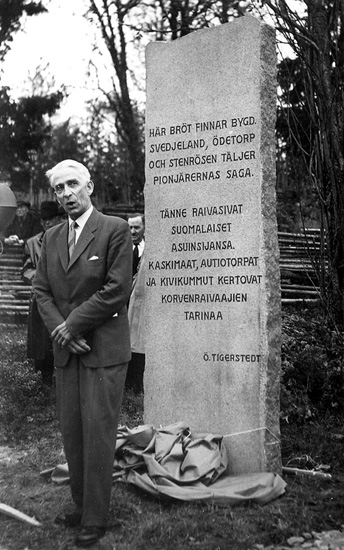 HÄR BRÖT FINNAR BYGD.
SVEDJELAND, ÖDETORP
OCH STENRÖSEN TÄLJER
PIONJÄRERNAS SAGA.
TÄNNE RAIVASIVAT
SUOMALAISET
ASUINSIJANSA.
KASKIMAAT, AUTIOTORPAT
JA KIVIKUMMUT KERTOVAT
KORVENRAIVAAJIEN
TARINAA
Ö. TIGERSTEDT